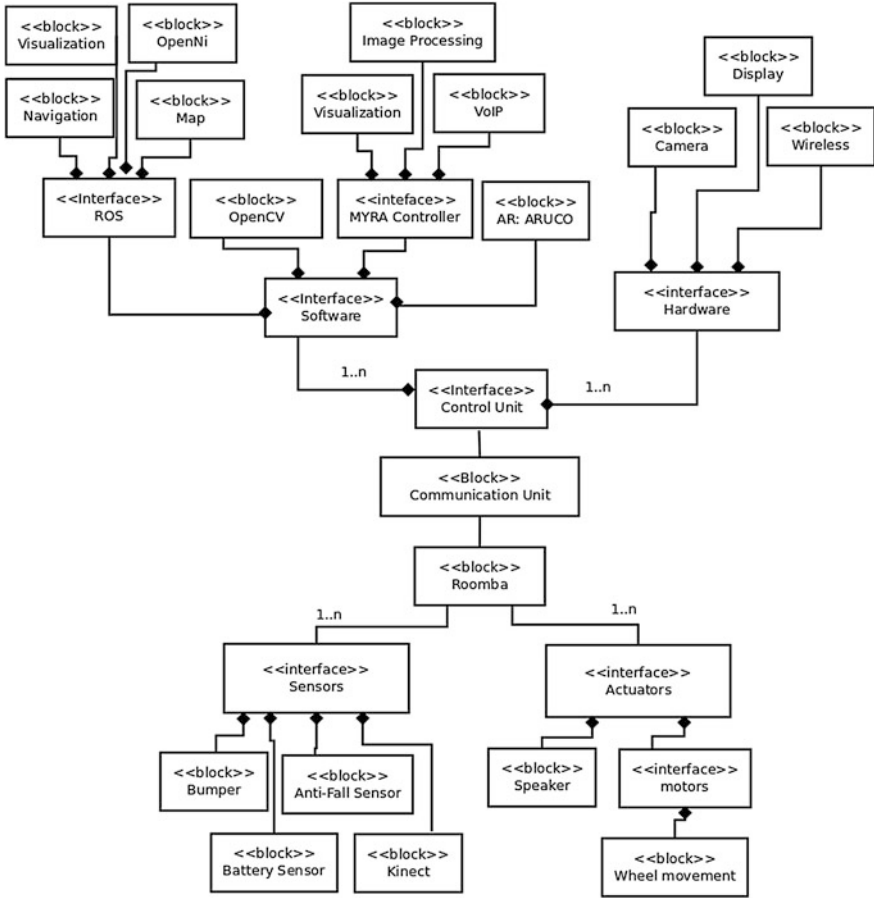 <<block>>
Visualization
<<block>>
OpenNi
<<block>>
Image Processing
<<block>>
Display
<<block>>
Navigation
<<block>>
Map
<<block>>
Visualization
<<block>>
VoIP
<<block>>
Camera
<<block>>
Wireless
<<Interface>>
ROS
<<block>>
OpenCV
<<inteface>>
MYRA Controller
<<block>>
AR: ARUCO
<<Interface>>
Software
<<interface>>
Hardware
1..n
<<Interface>>
Control Unit
1..n
<<Block>>
Communication Unit
<<block>>
Roomba
1..n
1..n
<<interface>>
Sensors
<<interface>>
Actuators
<<block>>
Bumper
<<block>>
Anti-Fall Sensor
<<block>>
Speaker
<<interface>>
motors
<<block>>
Battery Sensor
<<block>>
Kinect
<<block>>
Wheel movement